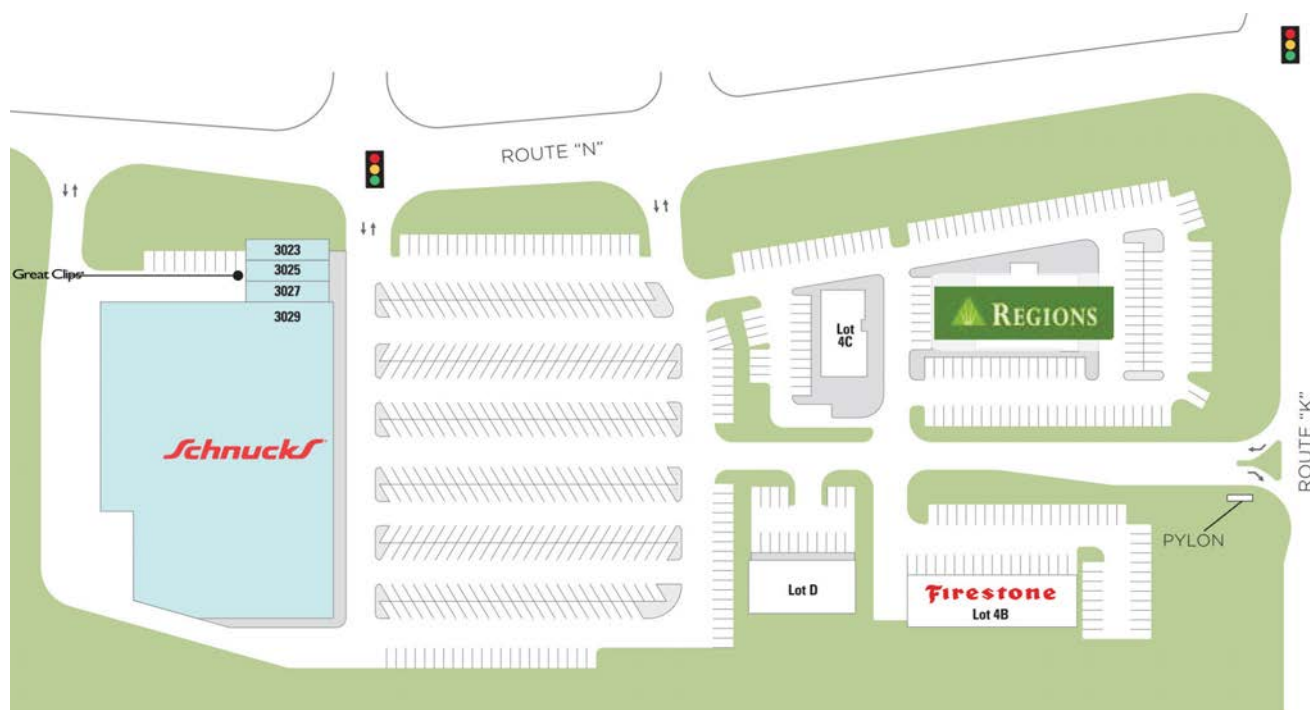 ROUTE "N"
3023
3025
Great Clips
3027
3029
Schnucks
Lot
4C
REGIONS
ROUTE "K"
PYLON
Lot D
Firestone
Lot 4B